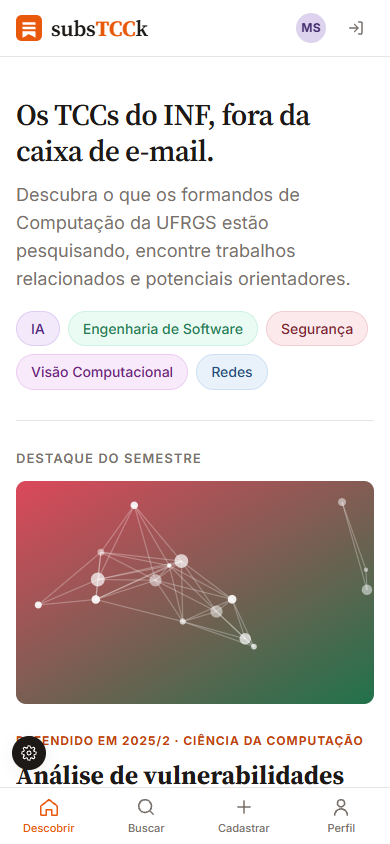 subsTCCk
MS
Os TCCs do INF, fora da
caixa de e-mail.
Descubra o que os formandos de
Computação da UFRGS estão
pesquisando, encontre trabalhos
relacionados e potenciais orientadores.
IA
Engenharia de Software
Segurança
Visão Computacional
Redes
DESTAQUE DO SEMESTRE
EM 2025/2 · CIÊNCIA DA COMPUTAÇÃO
Análise de vulnerabilidades
Descobrir
Buscar
Cadastrar
Perfil